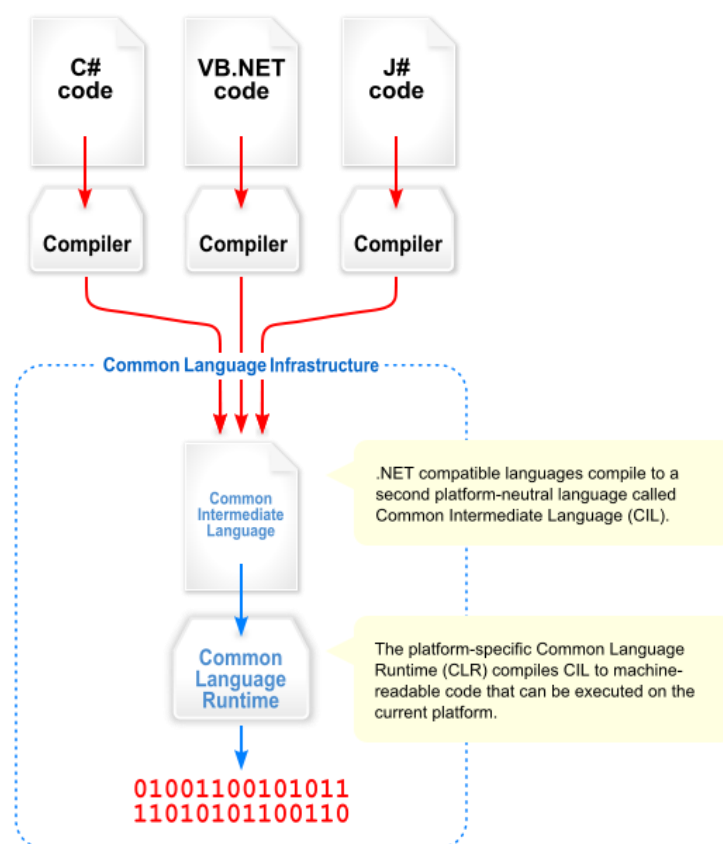 C#
code
VB.NET
code
J#
code
Compiler
Compiler
Compiler
Common Language Infrastructure
Common
Intermediate
Language
.NET compatible languages compile to a
second platform-neutral language called
Common Intermediate Language (CIL).
Common
Language
Runtime
The platform-specific Common Language
Runtime (CLR) compiles CIL to machine-
readable code that can be executed on the
current platform.
01001100101011
11010101100110